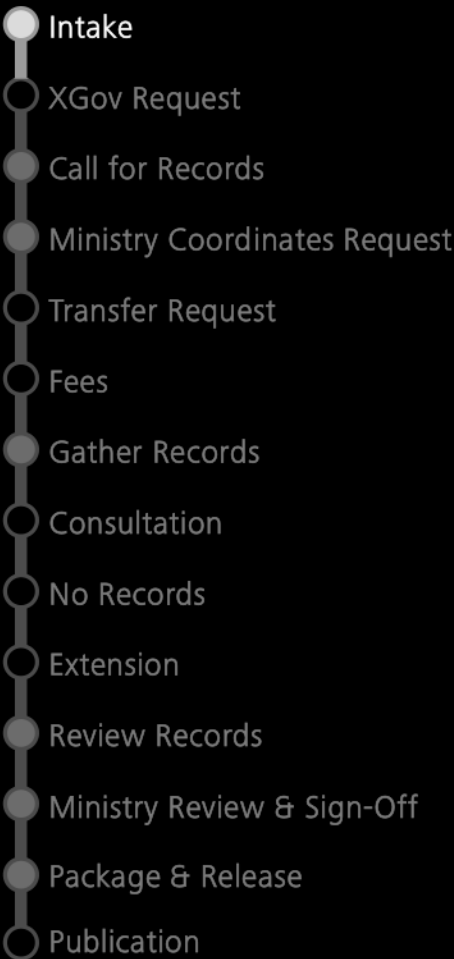 Intake
XGov Request
Call for Records
Ministry Coordinates Request
Transfer Request
Fees
Gather Records
Consultation
No Records
Extension
Review Records
Ministry Review & Sign-Off
Package & Release
Publication